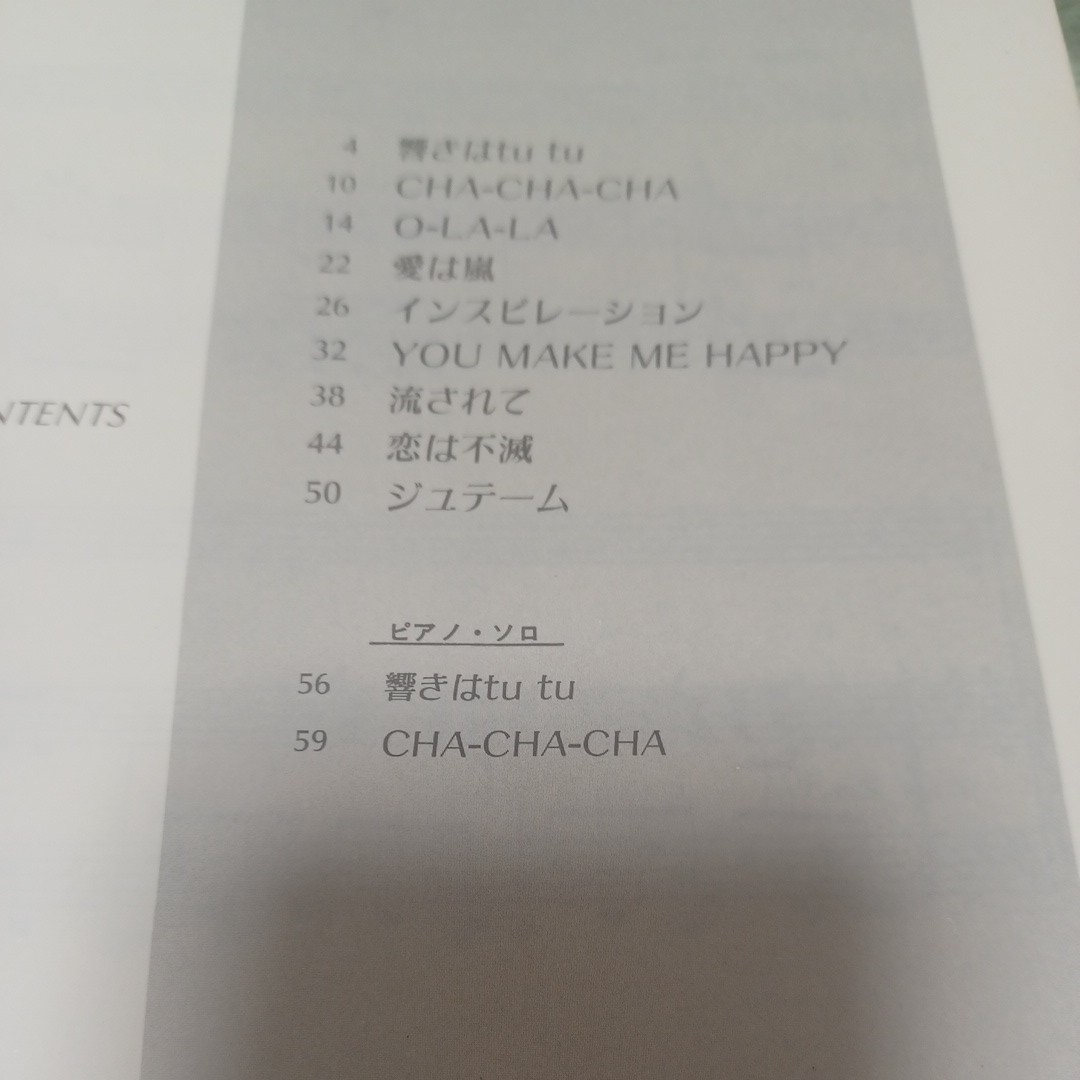 NTENTS
4 響きはtu tu
10 CHA-CHA-CHA
14 O-LA-LA
22 愛は嵐
26 インスピレーション
32 YOU MAKE ME HAPPY
38 流されて
44 恋は不滅
50 ジュテーム
ピアノ・ソロ
56 響きはtu tu
59 CHA-CHA-CHA